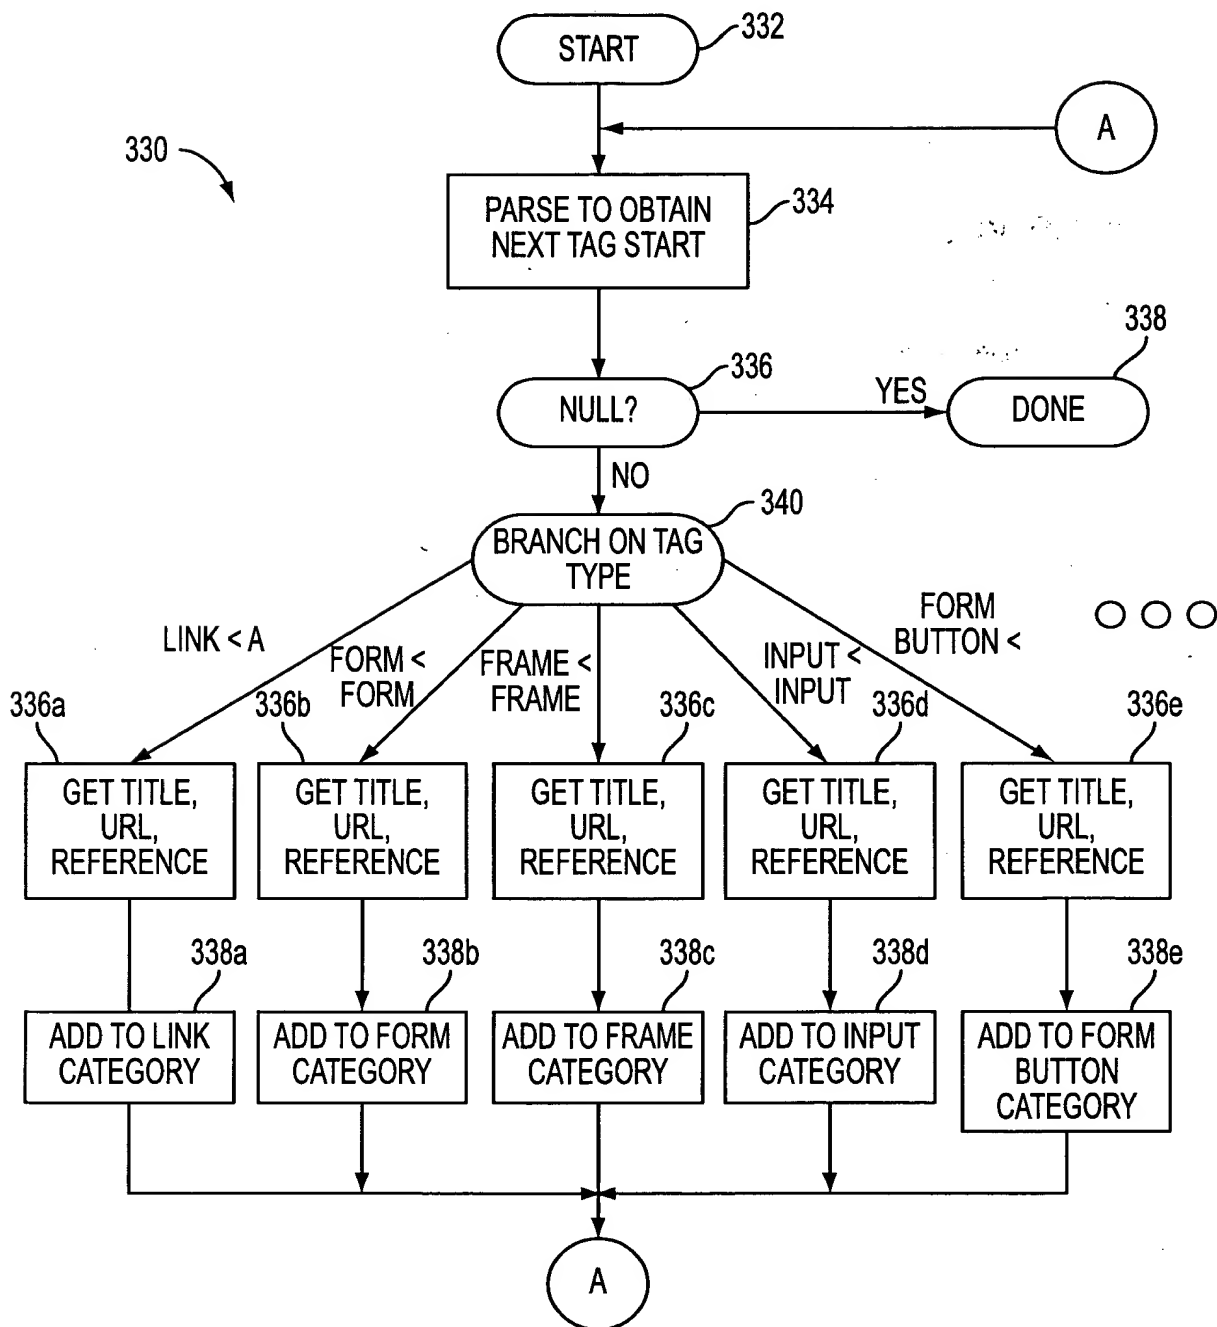 332
START
A
330
334
PARSE TO OBTAIN
NEXT TAG START
338
336
YES
NULL?
DONE
NO
340
BRANCH ON TAG
TYPE
LINK < A
FORM <
FORM
FRAME <
FRAME
INPUT <
INPUT
FORM
BUTTON <
336a
336b
336c
336d
336e
GET TITLE,
URL,
REFERENCE
GET TITLE,
URL,
REFERENCE
GET TITLE,
URL,
REFERENCE
GET TITLE,
URL,
REFERENCE
GET TITLE,
URL,
REFERENCE
338a
338b
338c
338d
338e
ADD TO LINK
CATEGORY
ADD TO FORM
CATEGORY
ADD TO FRAME
CATEGORY
ADD TO INPUT
CATEGORY
ADD TO FORM
BUTTON
CATEGORY
A